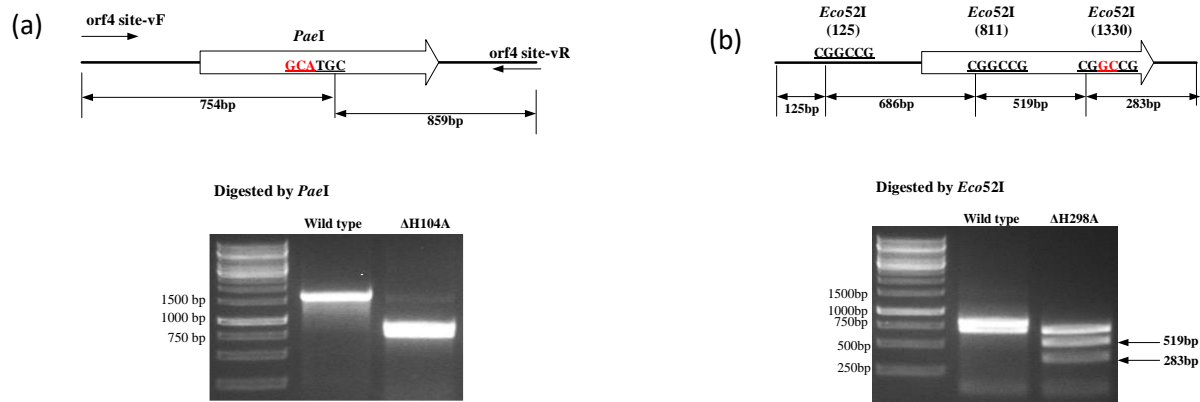 (a)
orf4 site-vF
PaeI
orf4 site-vR
GCATGC
754bp
859bp
Digested by PaeI
Wild type ΔH104A
1500 bp
1000 bp
750 bp
(b)
Eco52I Eco52I Eco52I
(125) (811) (1330)
CGGCCG
CGGCCG CGGCCG
125bp 686bp 519bp 283bp
Digested by Eco52I
Wild type ΔH298A
1500bp
1000bp
750bp
500bp
250bp
519bp
283bp